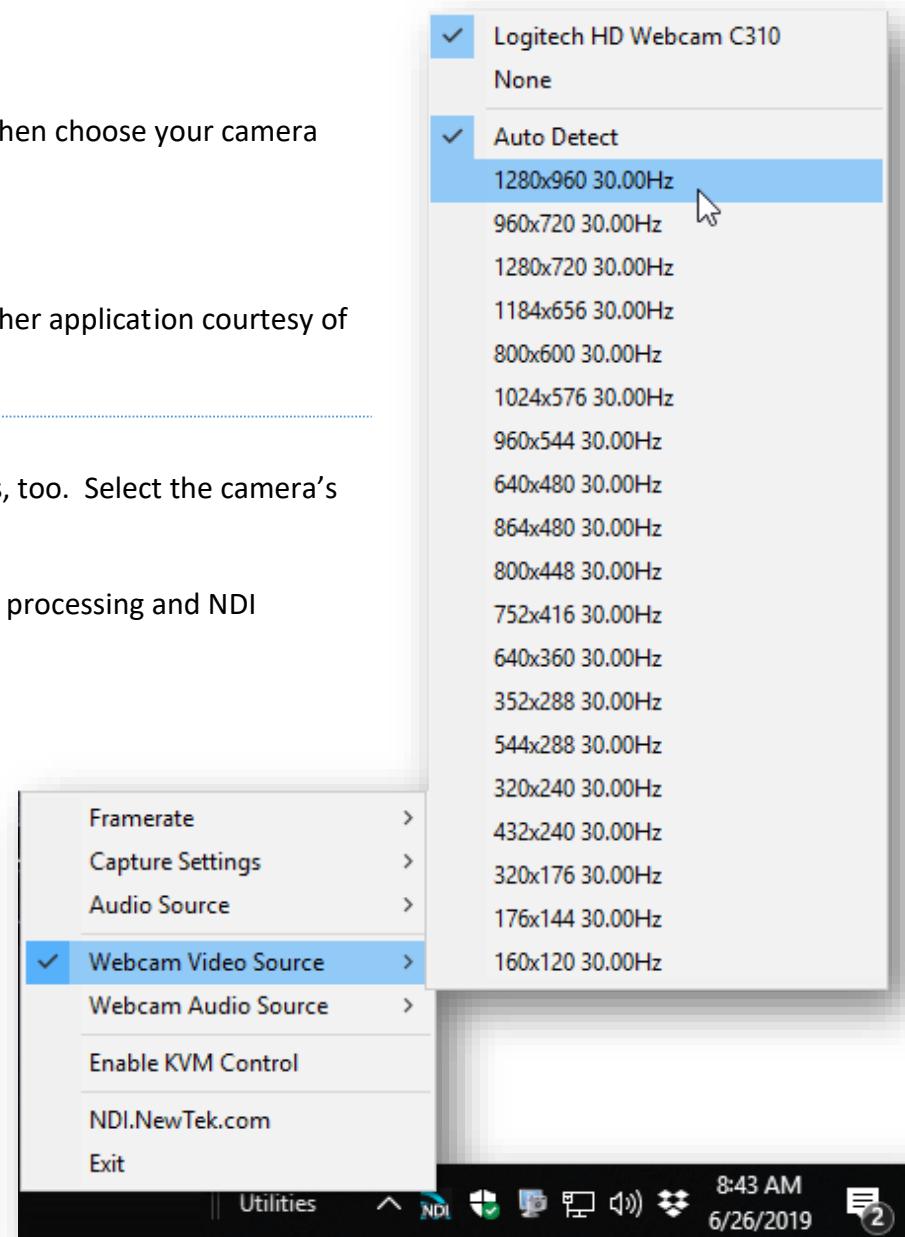 hen choose your camera
her application courtesy of
, too. Select the camera's
processing and NDI
Logitech HD Webcam C310
None
Auto Detect
1280x960 30.00Hz
960x720 30.00Hz
1280x720 30.00Hz
1184x656 30.00Hz
800x600 30.00Hz
1024x576 30.00Hz
960x544 30.00Hz
640x480 30.00Hz
864x480 30.00Hz
800x448 30.00Hz
752x416 30.00Hz
640x360 30.00Hz
352x288 30.00Hz
544x288 30.00Hz
320x240 30.00Hz
432x240 30.00Hz
320x176 30.00Hz
176x144 30.00Hz
160x120 30.00Hz
Framerate
Capture Settings
Audio Source
Webcam Video Source
Webcam Audio Source
Enable KVM Control
NDI.NewTek.com
Exit
Utilities
NDI
8:43 AM
6/26/2019
2